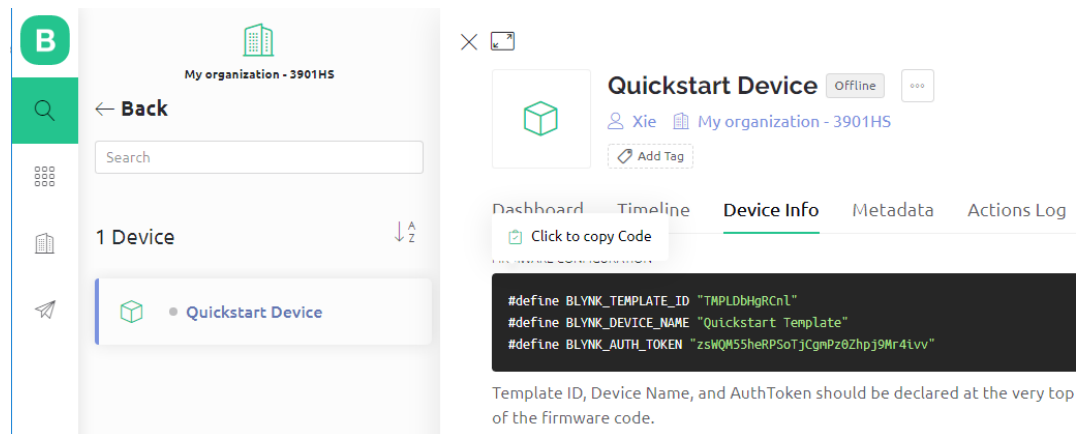 B
My organization - 3901HS
← Back
Search
1 Device
A
Z
Quickstart Device
Quickstart Device Offline
Xie My organization - 3901HS
Add Tag
Dashboard Timeline Device Info Metadata Actions Log
Click to copy Code
#define BLYNK_TEMPLATE_ID "TMPLDbHgRCnl"
#define BLYNK_DEVICE_NAME "Quickstart Template"
#define BLYNK_AUTH_TOKEN "zsWQM55heRPSoTjCgmPz0Zhpj9Mr4ivv"
Template ID, Device Name, and AuthToken should be declared at the very top
of the firmware code.